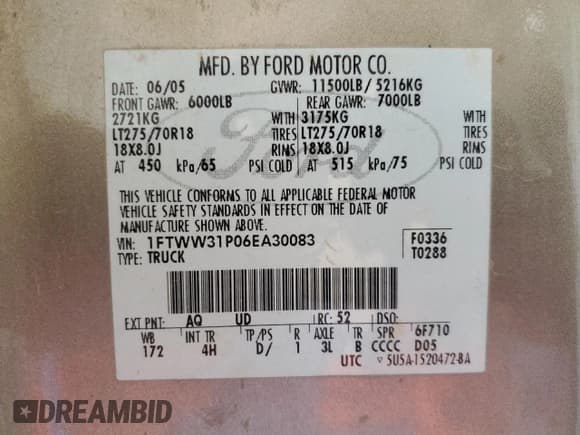 MFD. BY FORD MOTOR CO.
DATE: 06/05 GVWR: 11500LB / 5216KG
FRONT GAWR: 6000LB REAR GAWR: 7000LB
2721KG WITH 3175KG WITH
LT275/70R18 TIRES LT275/70R18 TIRES
18X8.0J RIMS 18X8.0J RIMS
AT 450 kPa/65 PSI COLD AT 515 kPa/75 PSI COLD
Ford
THIS VEHICLE CONFORMS TO ALL APPLICABLE FEDERAL MOTOR
VEHICLE SAFETY STANDARDS IN EFFECT ON THE DATE OF
MANUFACTURE SHOWN ABOVE.
VIN: 1FTWW31P06EA30083 F0336
TYPE: TRUCK T0288
EXT PNT: AQ UD RC: 52 DSO:
WB INT TR TP/PS R AXLE TR SPR 6F710
172 4H D/ 1 3L B CCCC D05
UTC ▿ 5U5A-1520472-BA
DREAMBID